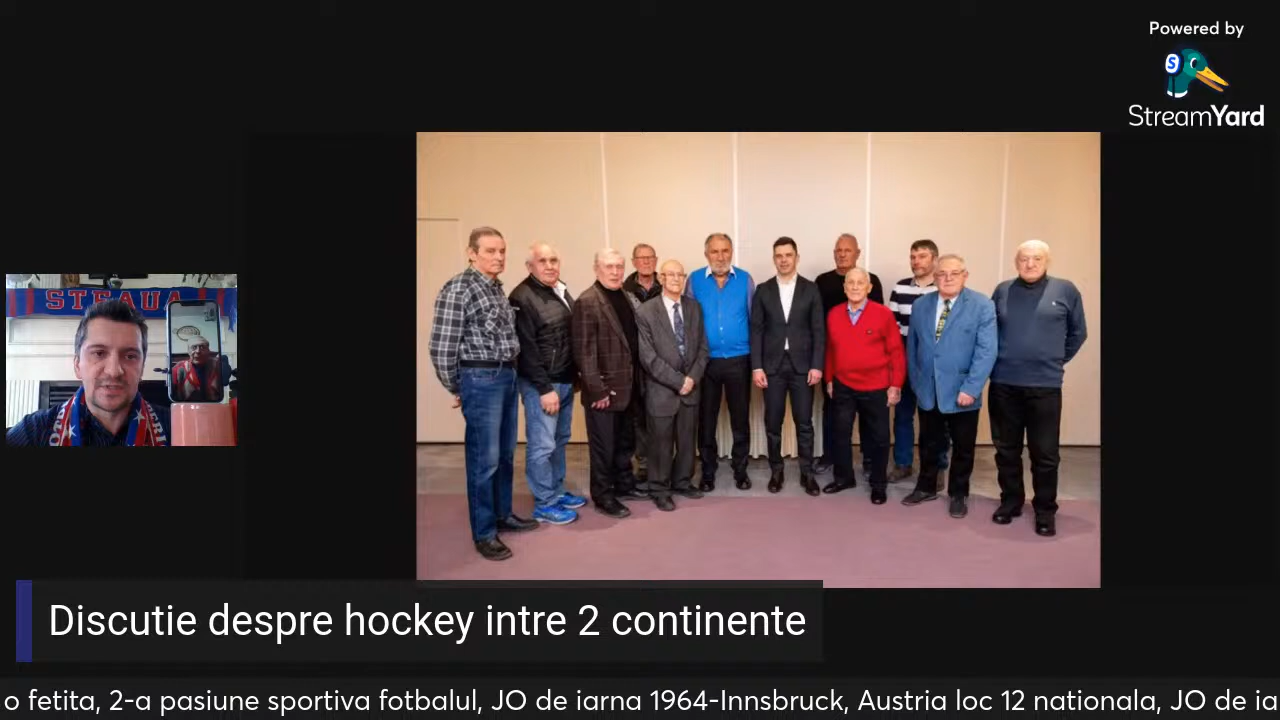 Powered by
S
StreamYard
STEAUA
Discutie despre hockey intre 2 continente
o fetita, 2-a pasiune sportiva fotbalul, JO de iarna 1964-Innsbruck, Austria loc 12 nationala, JO de ia